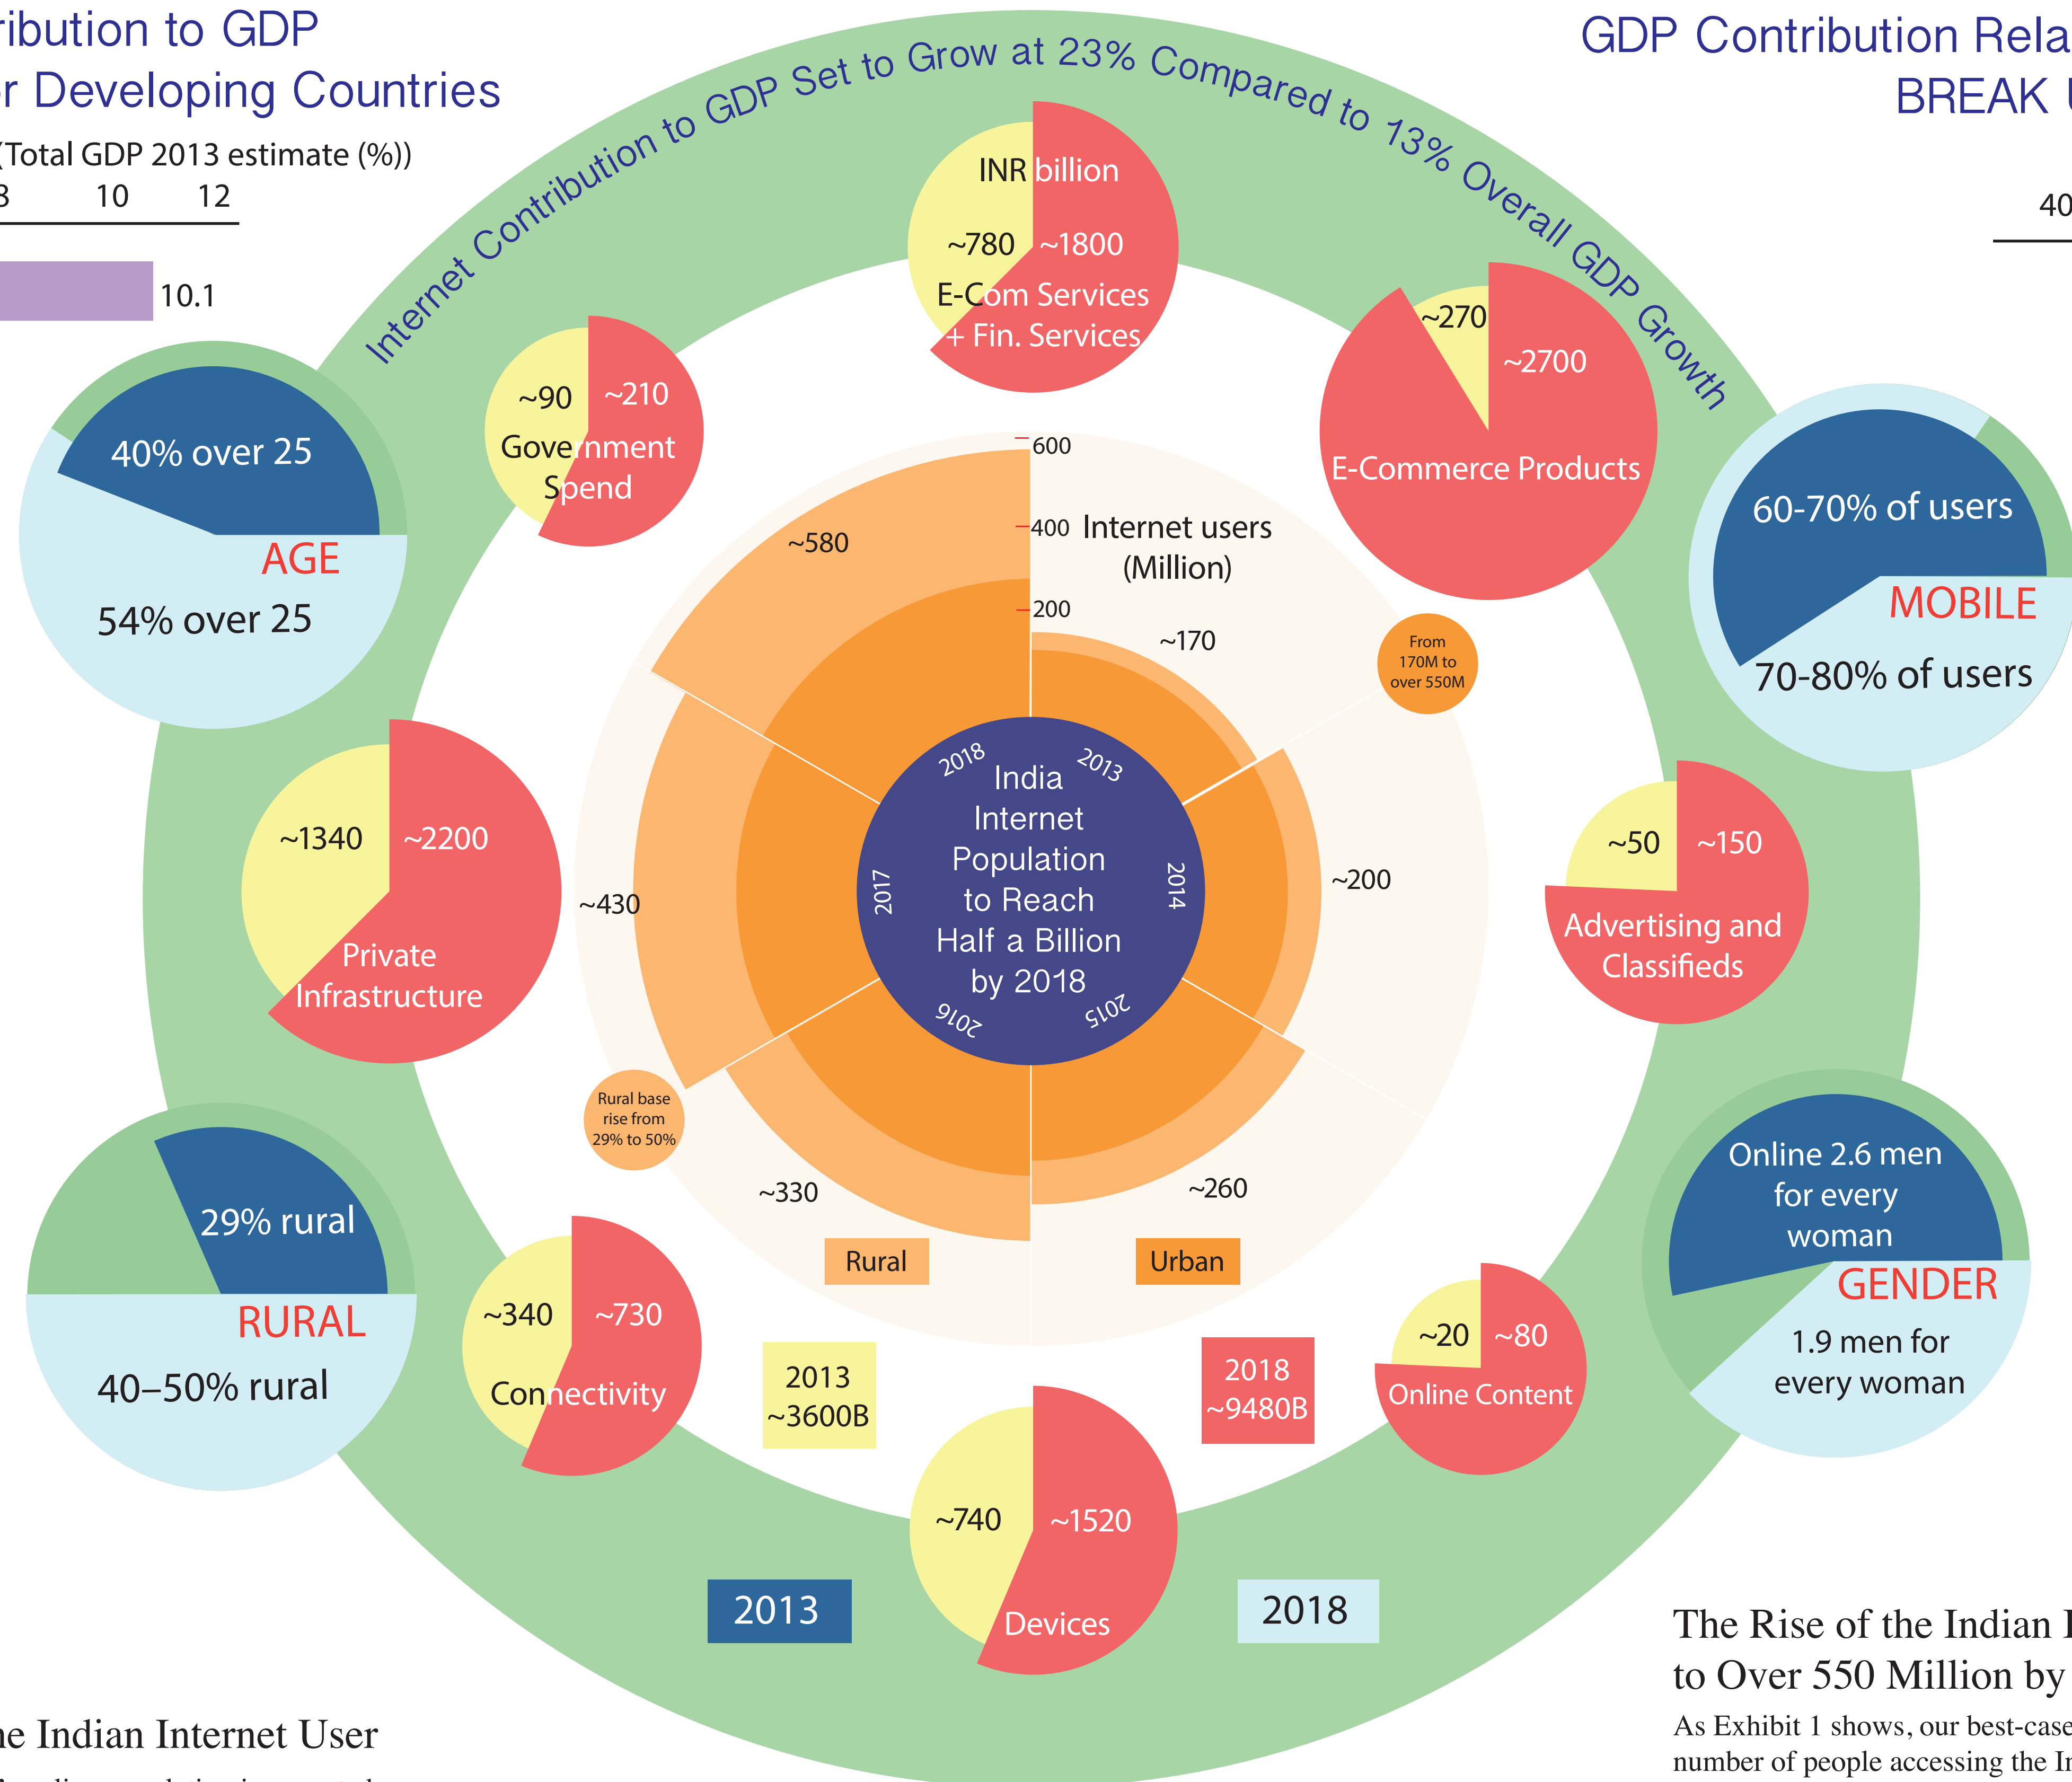 ribution to GDP
r Developing Countries
(Total GDP 2013 estimate (%))
8 10 12
10.1
GDP Contribution Rela
BREAK U
40
Internet Contribution to GDP Set to Grow at 23% Compared to 13% Overall GDP Growth
INR billion
~780 ~1800
E-Com Services
+ Fin. Services
~90 ~210
Government
Spend
~270
~2700
E-Commerce Products
40% over 25
AGE
54% over 25
60-70% of users
MOBILE
70-80% of users
600
400
200
Internet users
(Million)
~580
~170
From
170M to
over 550M
~1340 ~2200
Private
Infrastructure
~50 ~150
Advertising and
Classifieds
~430
~200
2018
2013
2017
2014
2016
2015
India
Internet
Population
to Reach
Half a Billion
by 2018
Rural base
rise from
29% to 50%
~330
~260
Rural
Urban
29% rural
RURAL
40–50% rural
Online 2.6 men
for every
woman
GENDER
1.9 men for
every woman
~340 ~730
Connectivity
2013
~3600B
2018
~9480B
~20 ~80
Online Content
~740 ~1520
Devices
2013
2018
The Rise of the Indian I
to Over 550 Million by
As Exhibit 1 shows, our best-case
number of people accessing the In
he Indian Internet User